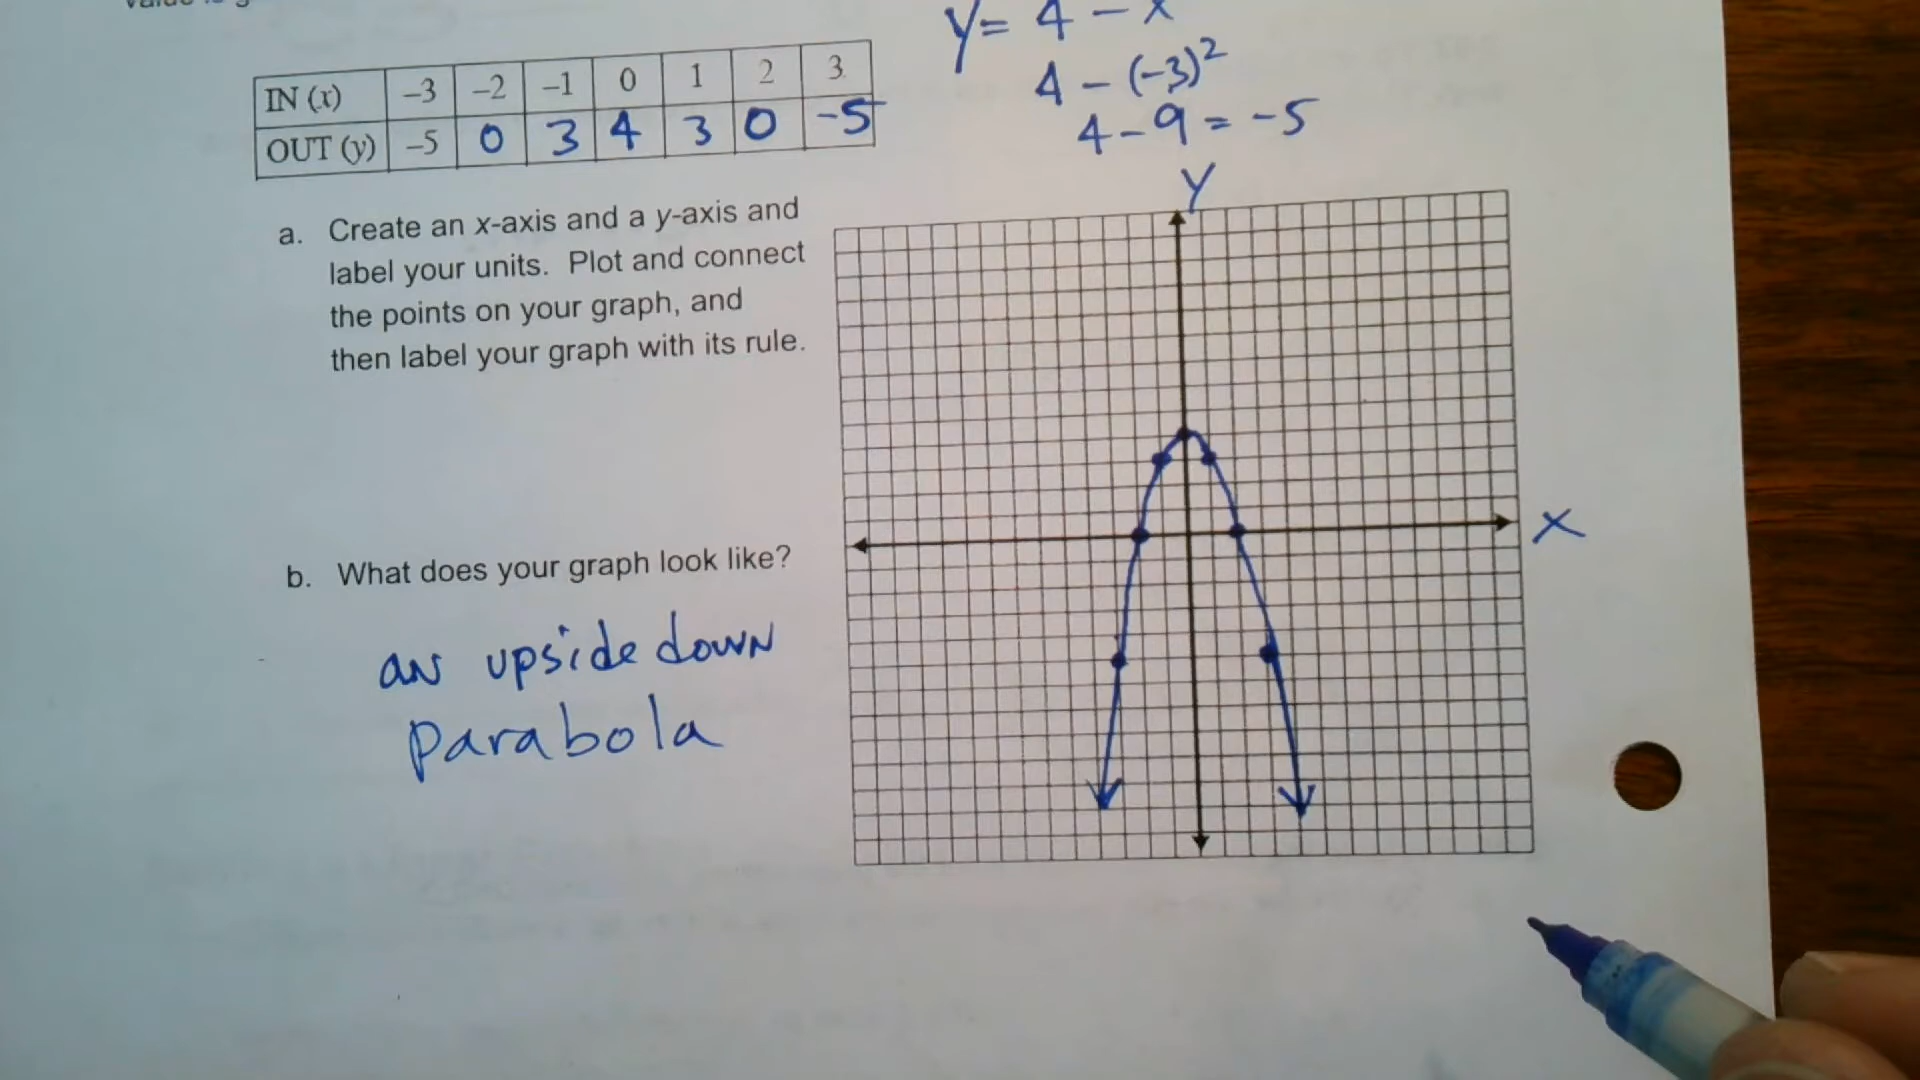 y = 4 - x
4 - (-3)²
4 - 9 = -5
IN (x) -3 -2 -1 0 1 2 3
OUT (y) -5 0 3 4 3 0 -5
a. Create an x-axis and a y-axis and
label your units. Plot and connect
the points on your graph, and
then label your graph with its rule.
y
x
b. What does your graph look like?
an upside down
parabola